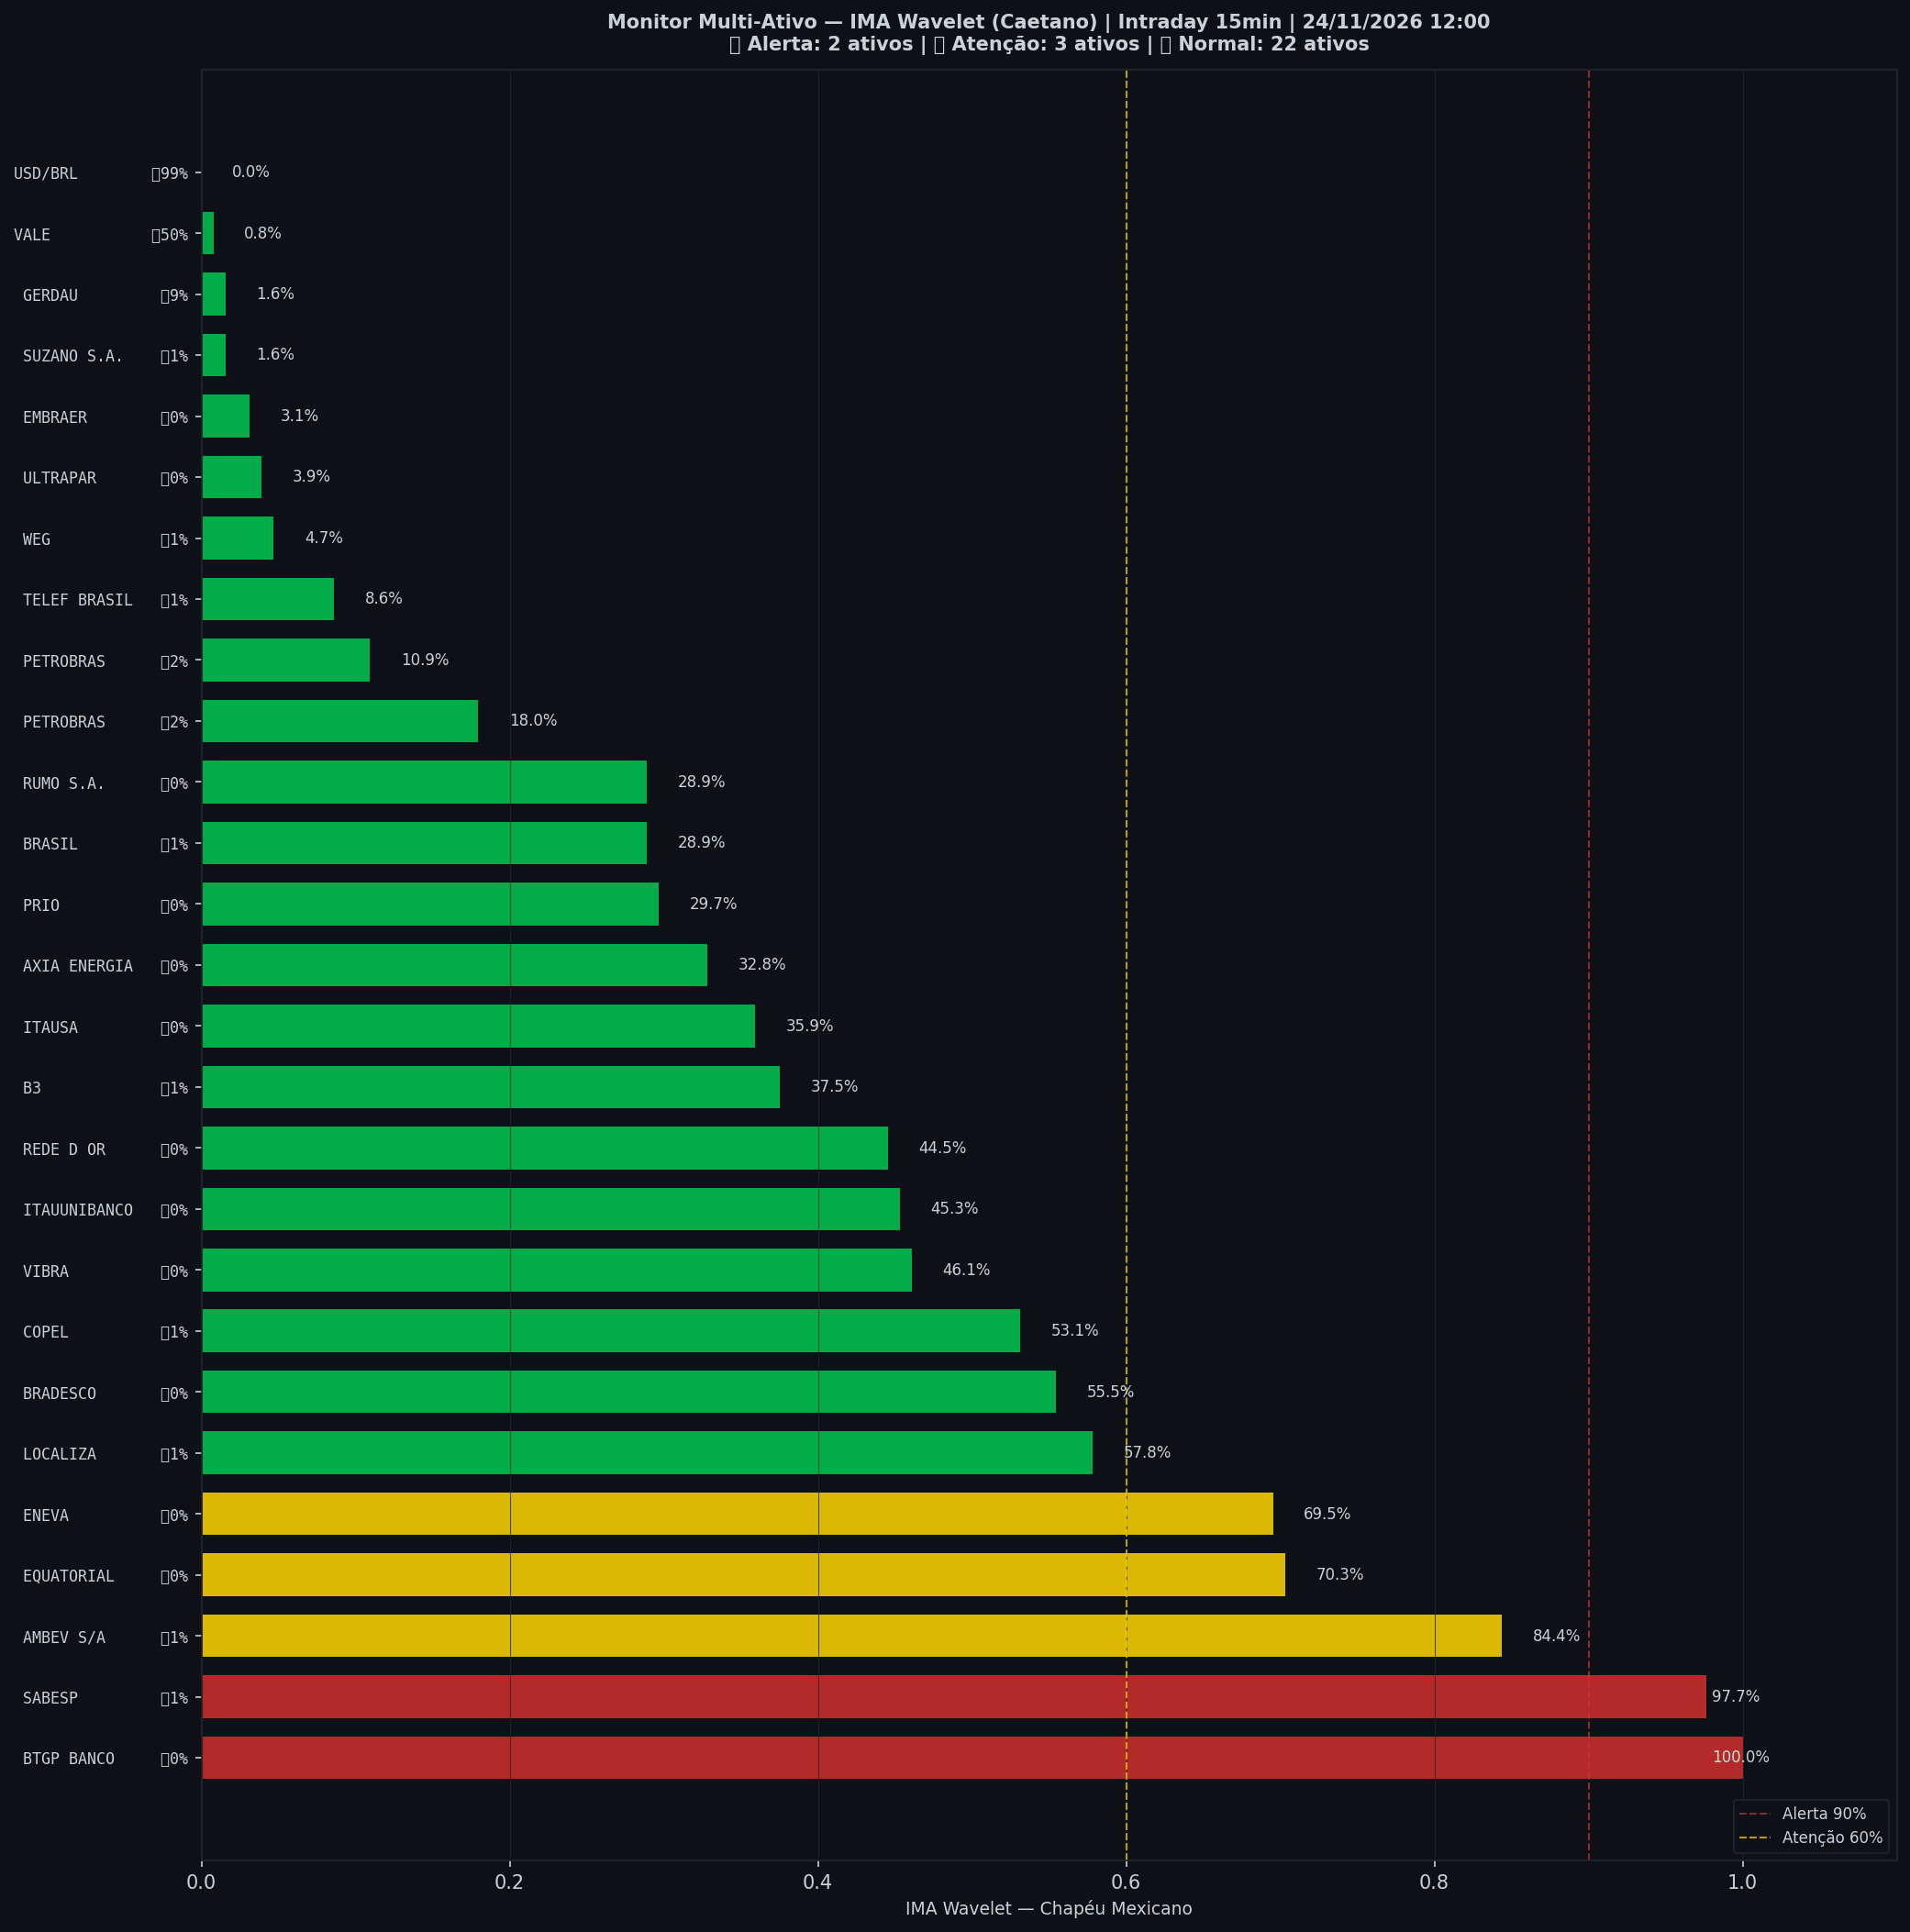 Monitor Multi-Ativo — IMA Wavelet (Caetano) | Intraday 15min | 24/11/2026 12:00
▯ Alerta: 2 ativos | ▯ Atenção: 3 ativos | ▯ Normal: 22 ativos
USD/BRL ▯99% 0.0%
VALE ▯50% 0.8%
GERDAU ▯9% 1.6%
SUZANO S.A. ▯1% 1.6%
EMBRAER ▯0% 3.1%
ULTRAPAR ▯0% 3.9%
WEG ▯1% 4.7%
TELEF BRASIL ▯1% 8.6%
PETROBRAS ▯2% 10.9%
PETROBRAS ▯2% 18.0%
RUMO S.A. ▯0% 28.9%
BRASIL ▯1% 28.9%
PRIO ▯0% 29.7%
AXIA ENERGIA ▯0% 32.8%
ITAUSA ▯0% 35.9%
B3 ▯1% 37.5%
REDE D OR ▯0% 44.5%
ITAUUNIBANCO ▯0% 45.3%
VIBRA ▯0% 46.1%
COPEL ▯1% 53.1%
BRADESCO ▯0% 55.5%
LOCALIZA ▯1% 57.8%
ENEVA ▯0% 69.5%
EQUATORIAL ▯0% 70.3%
AMBEV S/A ▯1% 84.4%
SABESP ▯1% 97.7%
BTGP BANCO ▯0% 100.0%
Alerta 90%
Atenção 60%
0.0 0.2 0.4 0.6 0.8 1.0
IMA Wavelet — Chapéu Mexicano